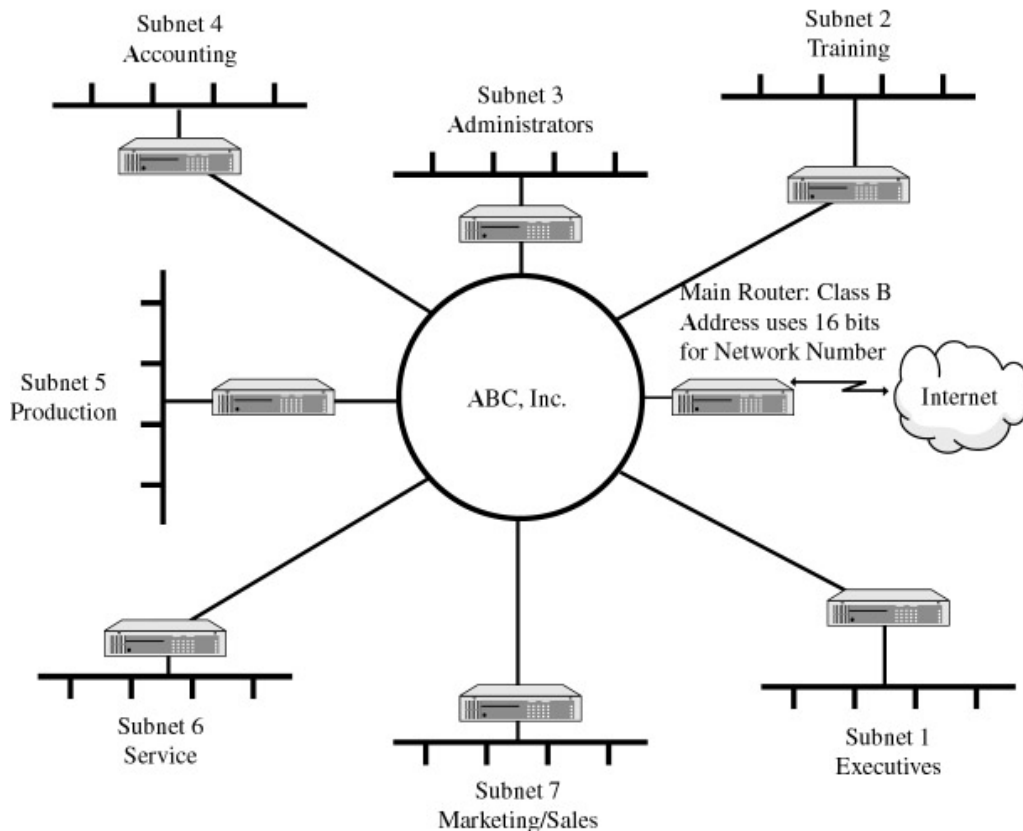 Subnet 4
Accounting
Subnet 3
Administrators
Subnet 2
Training
Main Router: Class B
Address uses 16 bits
for Network Number
Subnet 5
Production
ABC, Inc.
Internet
Subnet 6
Service
Subnet 7
Marketing/Sales
Subnet 1
Executives